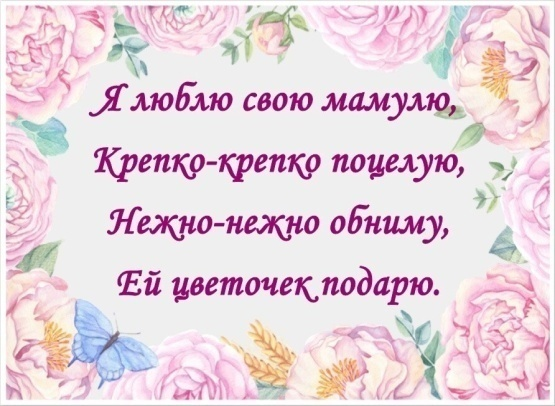 Я люблю свою мамулю,
Крепко-крепко поцелую,
Нежно-нежно обниму,
Ей цветочек подарю.